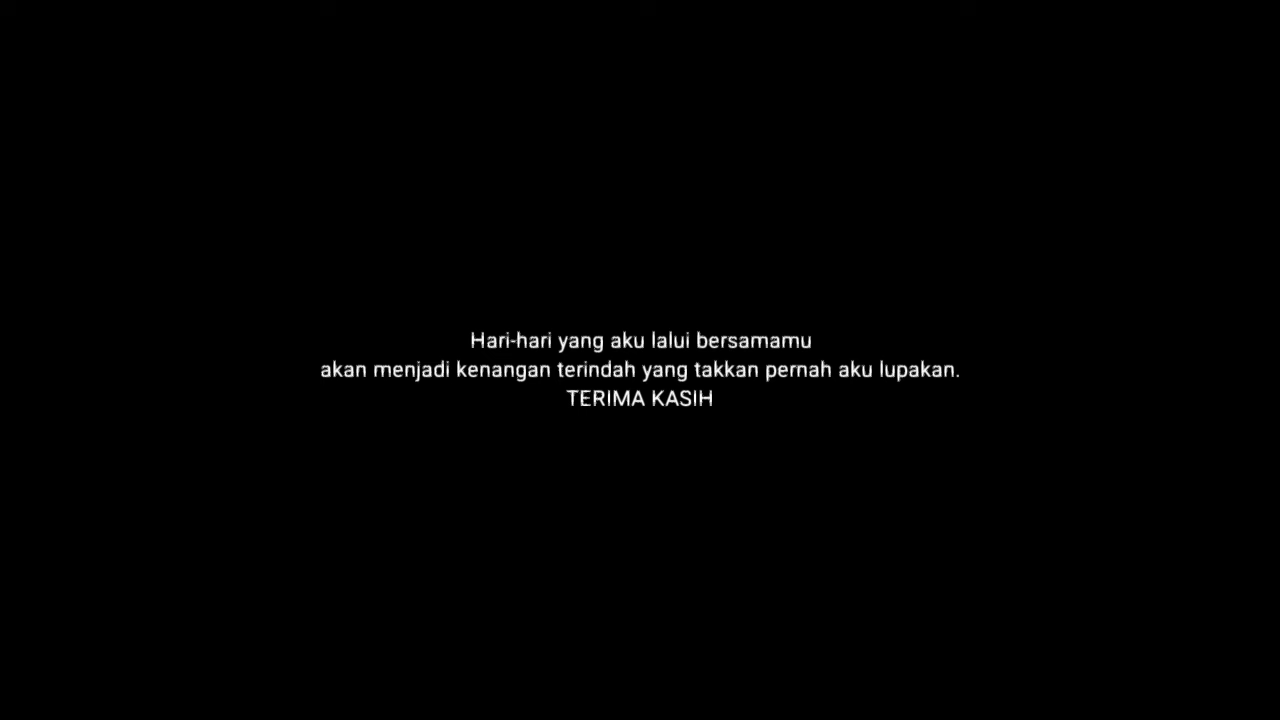 Hari-hari yang aku lalui bersamamu
akan menjadi kenangan terindah yang takkan pernah aku lupakan.
TERIMA KASIH